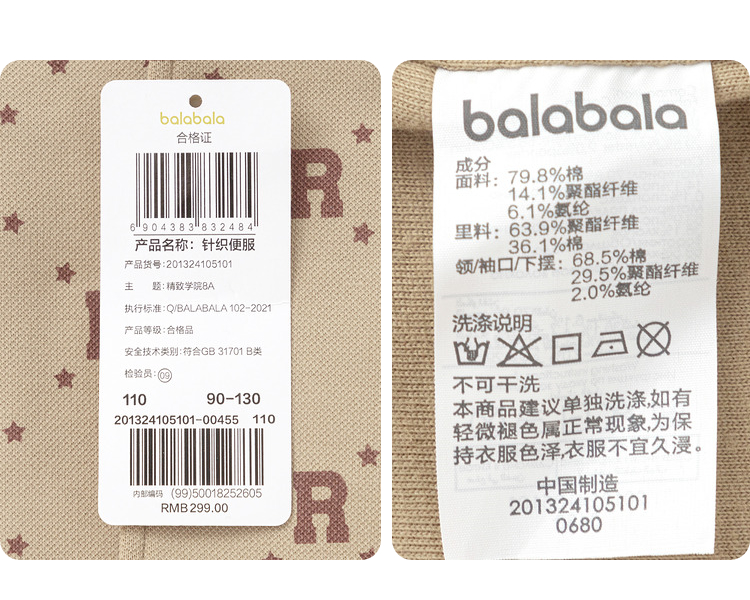 balabala
合格证
6 904383 832484
产品名称：针织便服
产品货号：201324105101
主　题：精致学院8A
执行标准：Q/BALABALA 102-2021
产品等级：合格品
安全技术类别：符合GB 31701 B类
检验员：09
110 90-130
201324105101-00455 110
内部编码 (99)50018252605
RMB299.00
R
R
balabala
成分
面料：79.8%棉
14.1%聚酯纤维
6.1%氨纶
里料：63.9%聚酯纤维
36.1%棉
领/袖口/下摆：68.5%棉
29.5%聚酯纤维
2.0%氨纶
洗涤说明
不可干洗
本商品建议单独洗涤,如有
轻微褪色属正常现象,为保
持衣服色泽,衣服不宜久浸。
中国制造
201324105101
0680